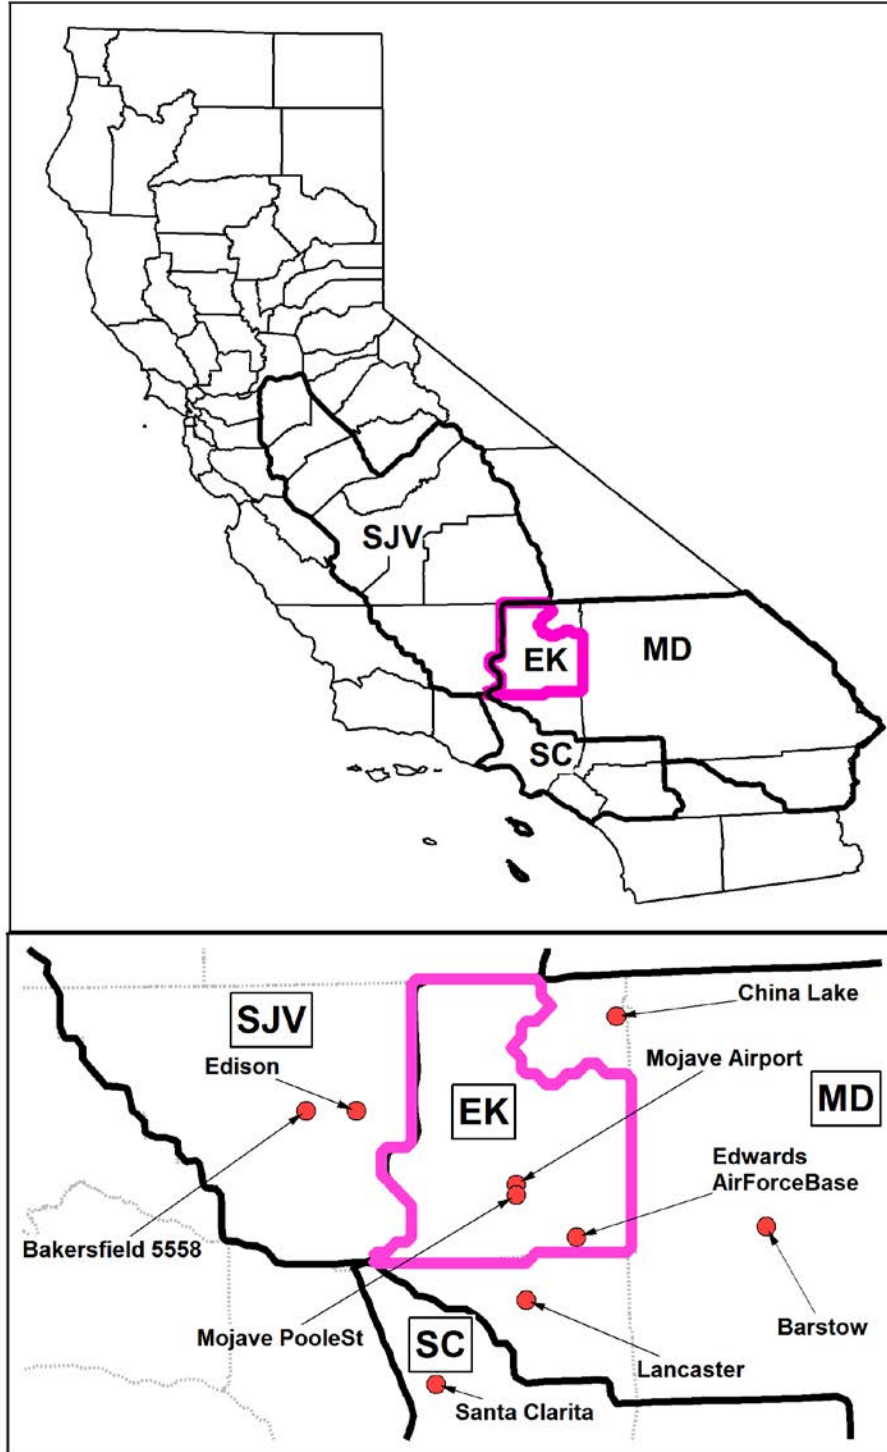 SJV
EK
MD
SC
China Lake
SJV
Edison
Mojave Airport
EK
MD
Edwards
AirForceBase
Bakersfield 5558
Mojave PooleSt
SC
Barstow
Lancaster
Santa Clarita